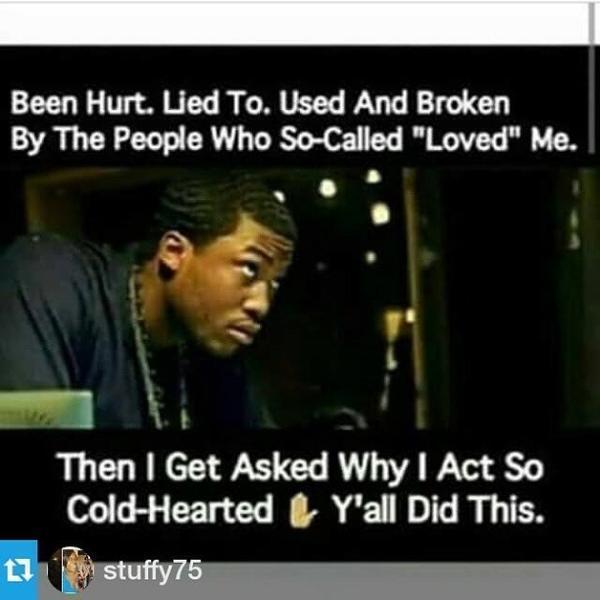 Been Hurt. Lied To. Used And Broken
By The People Who So-Called "Loved" Me.
Then I Get Asked Why I Act So
Cold-Hearted ✋ Y'all Did This.
stuffy75